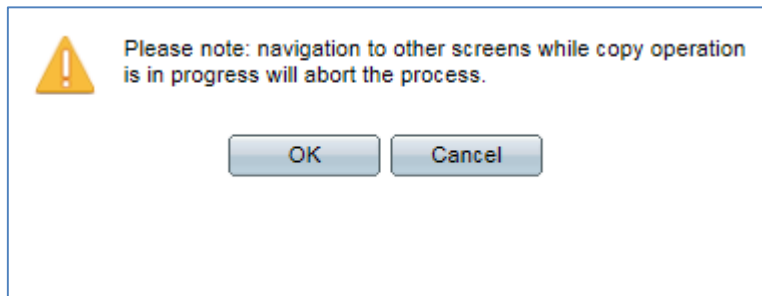 Please note: navigation to other screens while copy operation
is in progress will abort the process.
OK
Cancel